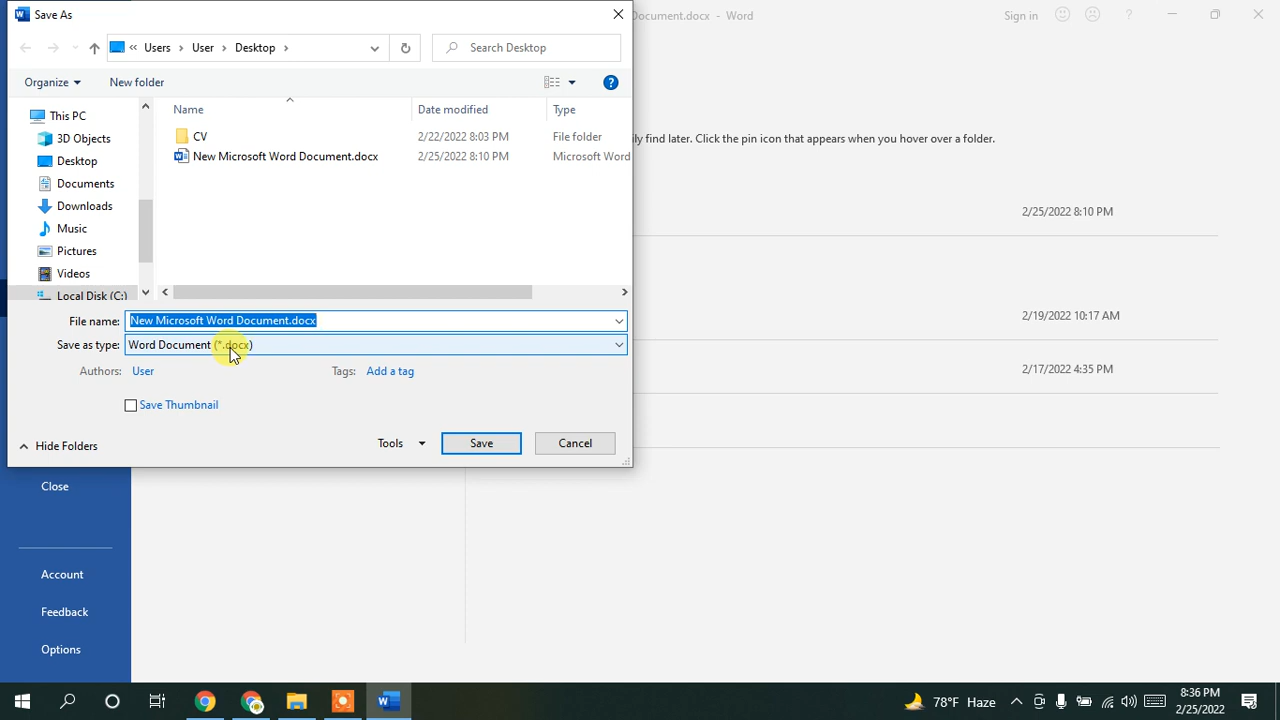 Save As
Document.docx - Word
Sign in
?
« Users › User › Desktop ›
Search Desktop
Organize
New folder
?
This PC
3D Objects
Desktop
Documents
Downloads
Music
Pictures
Videos
Local Disk (C:)
Name
Date modified
Type
CV
2/22/2022 8:03 PM
File folder
New Microsoft Word Document.docx
2/25/2022 8:10 PM
Microsoft Word
ily find later. Click the pin icon that appears when you hover over a folder.
2/25/2022 8:10 PM
2/19/2022 10:17 AM
2/17/2022 4:35 PM
File name: New Microsoft Word Document.docx
Save as type: Word Document (*.docx)
Authors: User
Tags: Add a tag
Save Thumbnail
Hide Folders
Tools
Save
Cancel
Close
Account
Feedback
Options
78°F Haze
8:36 PM
2/25/2022